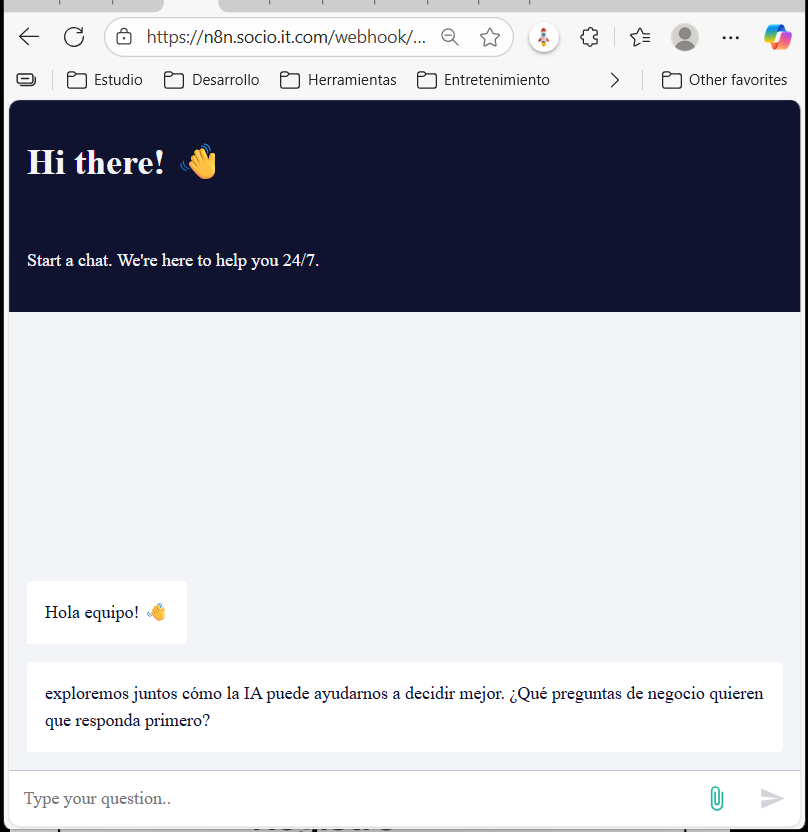 https://n8n.socio.it.com/webhook/...
Estudio
Desarrollo
Herramientas
Entretenimiento
Other favorites
Hi there! 👋
Start a chat. We're here to help you 24/7.
Hola equipo! 👋
exploremos juntos cómo la IA puede ayudarnos a decidir mejor. ¿Qué preguntas de negocio quieren
que responda primero?
Type your question..